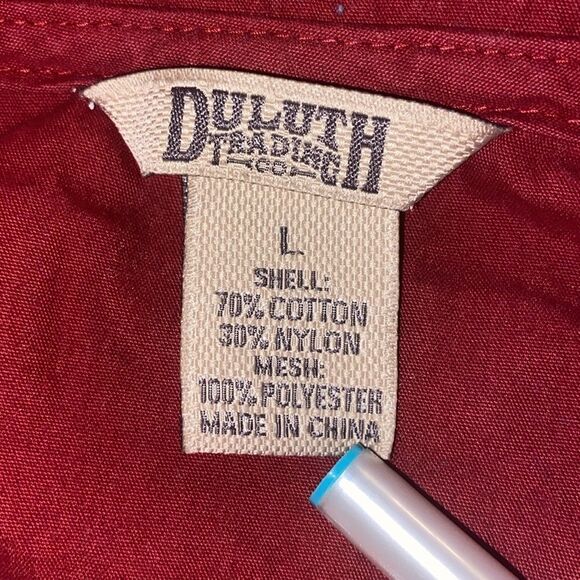 DULUTH
TRADING
CO
L
SHELL:
70% COTTON
30% NYLON
MESH:
100% POLYESTER
MADE IN CHINA